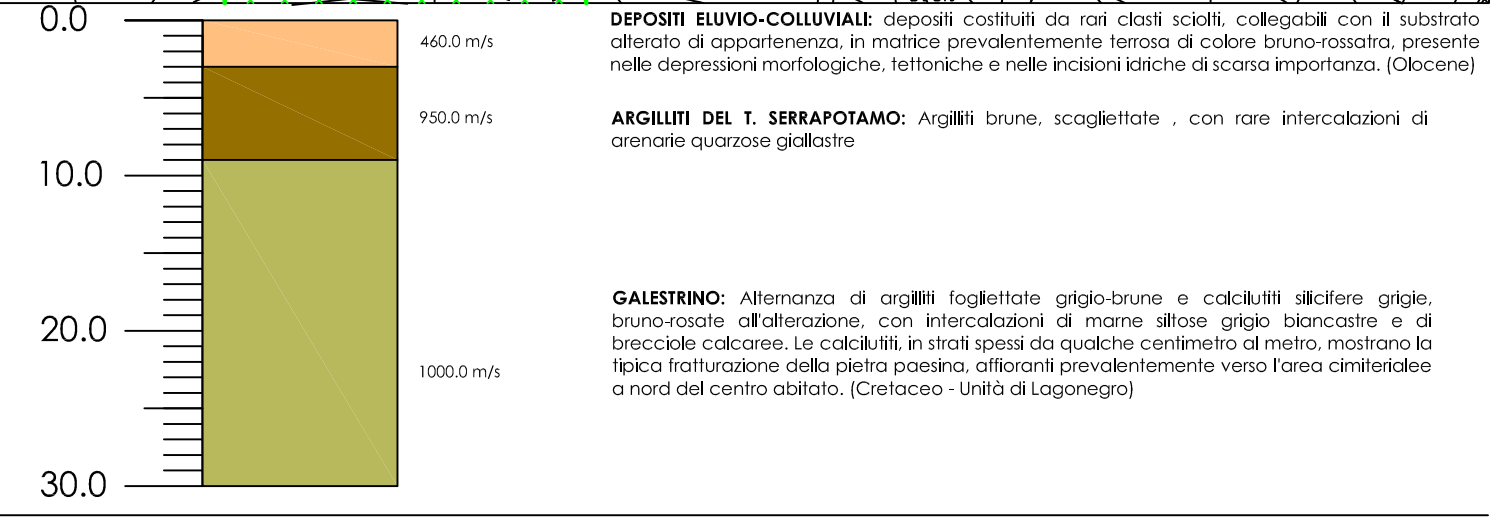 0.0
460.0 m/s
DEPOSITI ELUVIO-COLLUVIALI: depositi costituiti da rari clasti sciolti, collegabili con il substrato
alterato di appartenenza, in matrice prevalentemente terrosa di colore bruno-rossatra, presente
nelle depressioni morfologiche, tettoniche e nelle incisioni idriche di scarsa importanza. (Olocene)
950.0 m/s
ARGILLITI DEL T. SERRAPOTAMO: Argilliti brune, scagliettate , con rare intercalazioni di
arenarie quarzose giallastre
10.0
GALESTRINO: Alternanza di argilliti fogliettate grigio-brune e calcilutiti silicifere grigie,
bruno-rosate all'alterazione, con intercalazioni di marne siltose grigio biancastre e di
brecciole calcaree. Le calcilutiti, in strati spessi da qualche centimetro al metro, mostrano la
tipica fratturazione della pietra paesina, affioranti prevalentemente verso l'area cimiterialee
a nord del centro abitato. (Cretaceo - Unità di Lagonegro)
20.0
1000.0 m/s
30.0